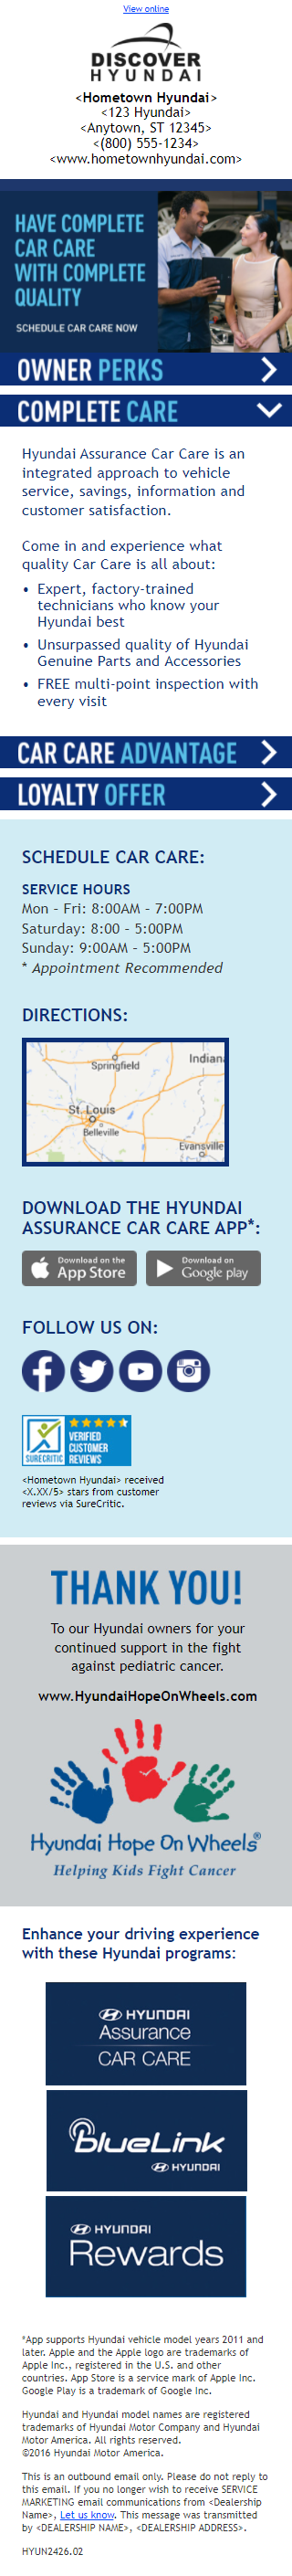 View online
DISCOVER
HYUNDAI
<Hometown Hyundai>
<123 Hyundai>
<Anytown, ST 12345>
<(800) 555-1234>
<www.hometownhyundai.com>
HAVE COMPLETE
CAR CARE
WITH COMPLETE
QUALITY
SCHEDULE CAR CARE NOW
OWNER PERKS
COMPLETE CARE
Hyundai Assurance Car Care is an
integrated approach to vehicle
service, savings, information and
customer satisfaction.
Come in and experience what
quality Car Care is all about:
• Expert, factory-trained
technicians who know your
Hyundai best
• Unsurpassed quality of Hyundai
Genuine Parts and Accessories
• FREE multi-point inspection with
every visit
CAR CARE ADVANTAGE
LOYALTY OFFER
SCHEDULE CAR CARE:
SERVICE HOURS
Mon - Fri: 8:00AM - 7:00PM
Saturday: 8:00 - 5:00PM
Sunday: 9:00AM - 5:00PM
* Appointment Recommended
DIRECTIONS:
Indian
Springfield
St. Louis
Belleville
Evansville
DOWNLOAD THE HYUNDAI
ASSURANCE CAR CARE APP*:
Download on the
App Store
Download on
Google play
FOLLOW US ON:
SURECRITIC
VERIFIED
CUSTOMER
REVIEWS
<Hometown Hyundai> received
<X.XX/5> stars from customer
reviews via SureCritic.
THANK YOU!
To our Hyundai owners for your
continued support in the fight
against pediatric cancer.
www.HyundaiHopeOnWheels.com
Hyundai Hope On Wheels®
Helping Kids Fight Cancer
Enhance your driving experience
with these Hyundai programs:
HYUNDAI
Assurance
CAR CARE
BlueLink
HYUNDAI
HYUNDAI
Rewards
*App supports Hyundai vehicle model years 2011 and
later. Apple and the Apple logo are trademarks of
Apple Inc., registered in the U.S. and other
countries. App Store is a service mark of Apple Inc.
Google Play is a trademark of Google Inc.
Hyundai and Hyundai model names are registered
trademarks of Hyundai Motor Company and Hyundai
Motor America. All rights reserved.
©2016 Hyundai Motor America.
This is an outbound email only. Please do not reply to
this email. If you no longer wish to receive SERVICE
MARKETING email communications from <Dealership
Name>, Let us know. This message was transmitted
by <DEALERSHIP NAME>, <DEALERSHIP ADDRESS>.
HYUN2426.02